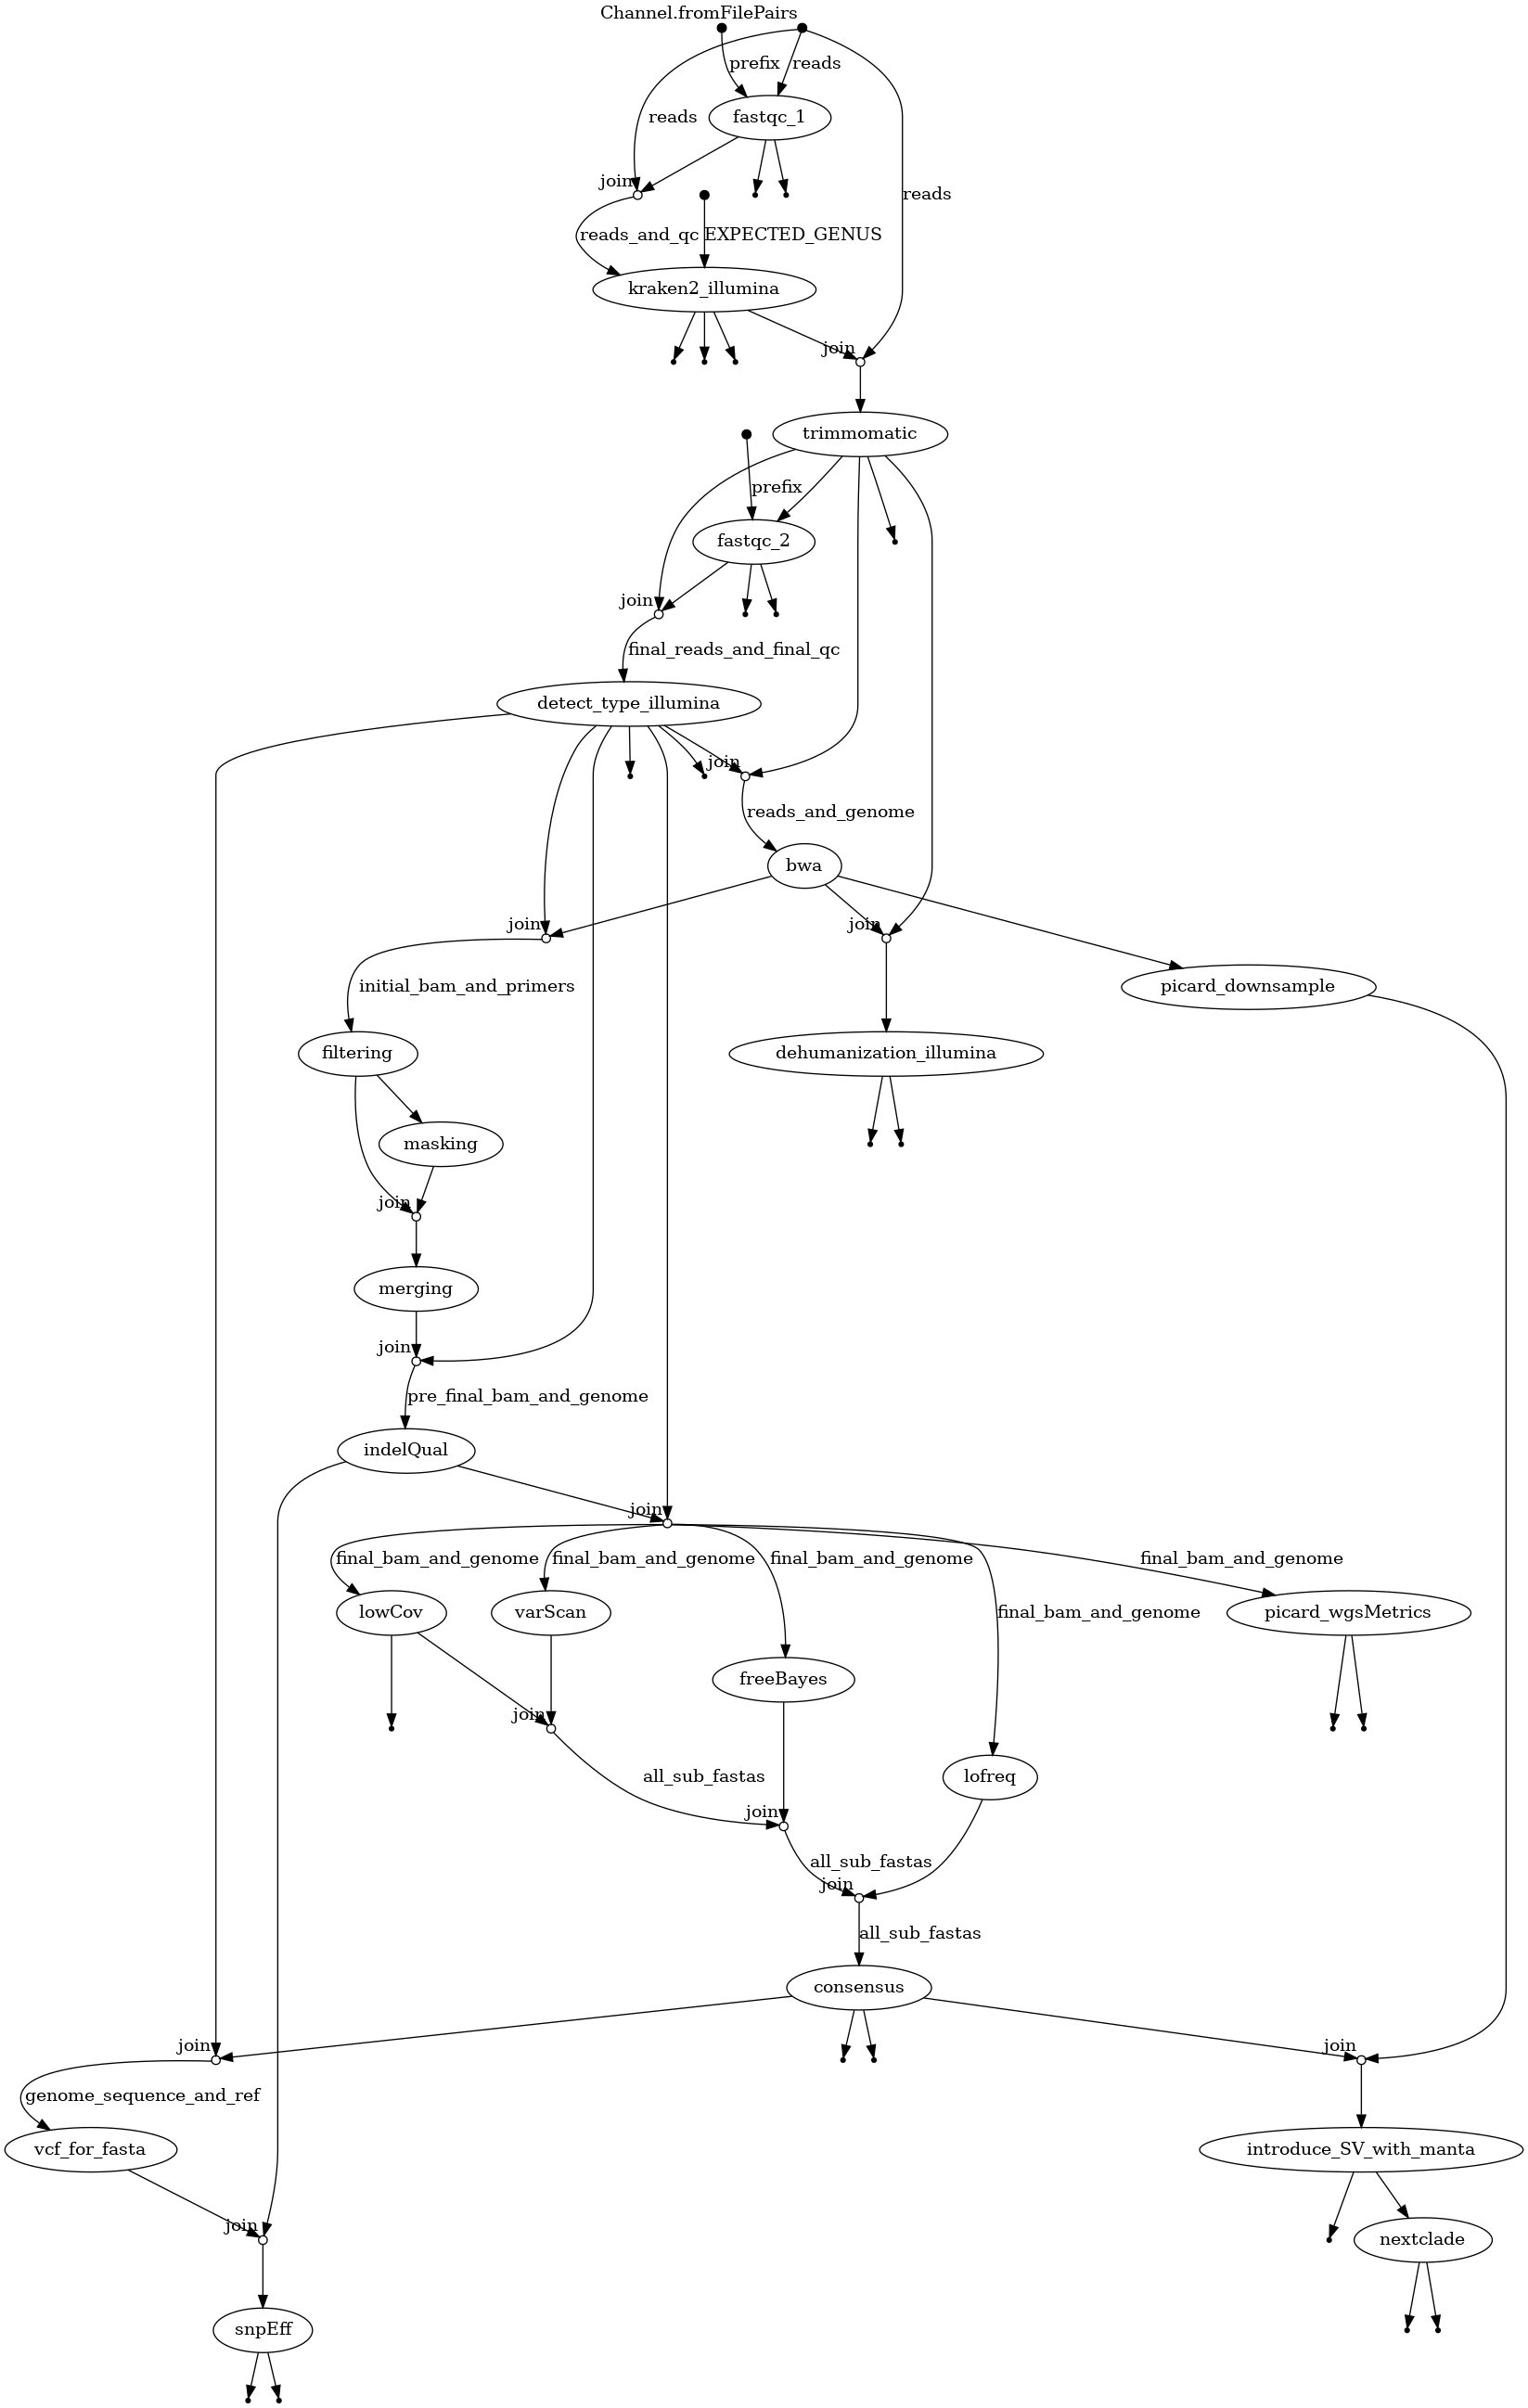 Channel.fromFilePairs
prefix
reads
reads
fastqc_1
join
reads
reads_and_qc
EXPECTED_GENUS
kraken2_illumina
join
trimmomatic
prefix
fastqc_2
join
final_reads_and_final_qc
detect_type_illumina
join
reads_and_genome
bwa
join
join
initial_bam_and_primers
picard_downsample
filtering
dehumanization_illumina
masking
join
merging
join
pre_final_bam_and_genome
indelQual
join
final_bam_and_genome
final_bam_and_genome
final_bam_and_genome
final_bam_and_genome
lowCov
varScan
final_bam_and_genome
picard_wgsMetrics
freeBayes
join
all_sub_fastas
lofreq
join
all_sub_fastas
join
all_sub_fastas
consensus
join
join
genome_sequence_and_ref
vcf_for_fasta
introduce_SV_with_manta
join
nextclade
snpEff